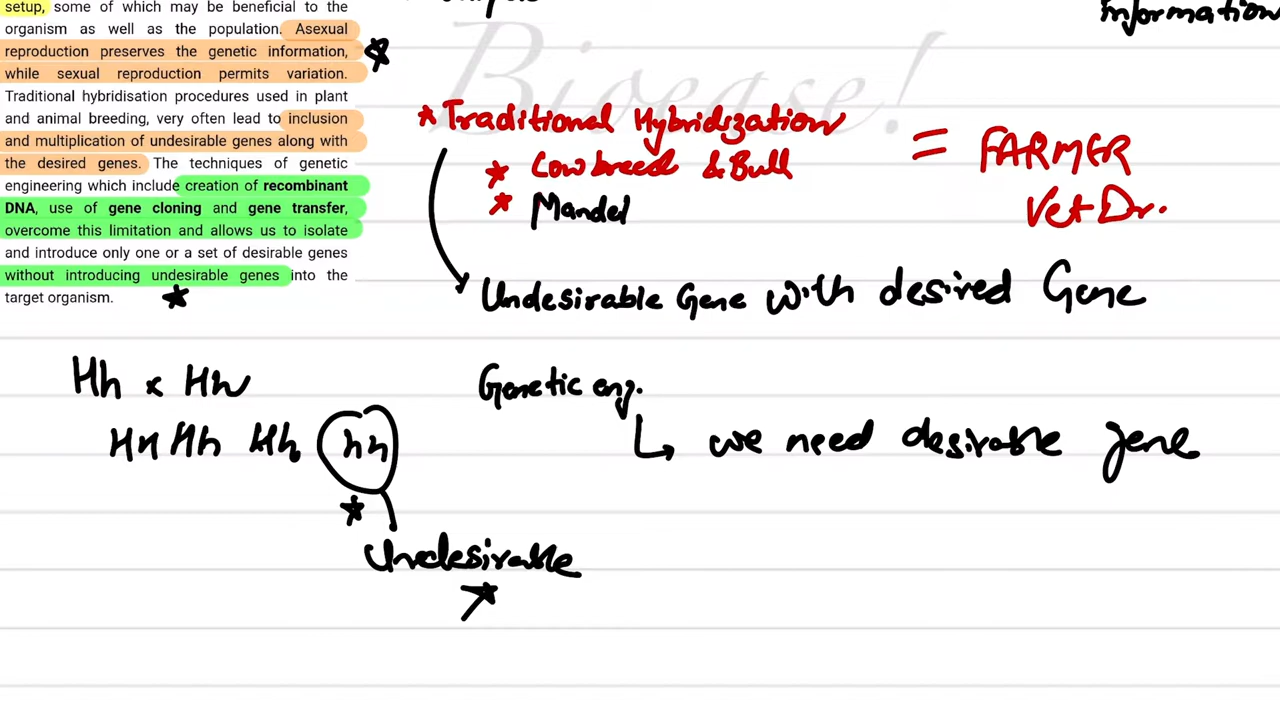 setup, some of which may be beneficial to the
organism as well as the population. Asexual
reproduction preserves the genetic information,
while sexual reproduction permits variation.
Traditional hybridisation procedures used in plant
and animal breeding, very often lead to inclusion
and multiplication of undesirable genes along with
the desired genes. The techniques of genetic
engineering which include creation of recombinant
DNA, use of gene cloning and gene transfer,
overcome this limitation and allows us to isolate
and introduce only one or a set of desirable genes
without introducing undesirable genes into the
target organism.
information
Bioease!
* Traditional Hybridization
* Cowbreed & Bull
* Mandel
= FARMER
Vet Dr.
Undesirable Gene with desired Gene
Hh x Hh
HH Hh Hh hh
Undesirable
Genetic eng.
we need desirable gene